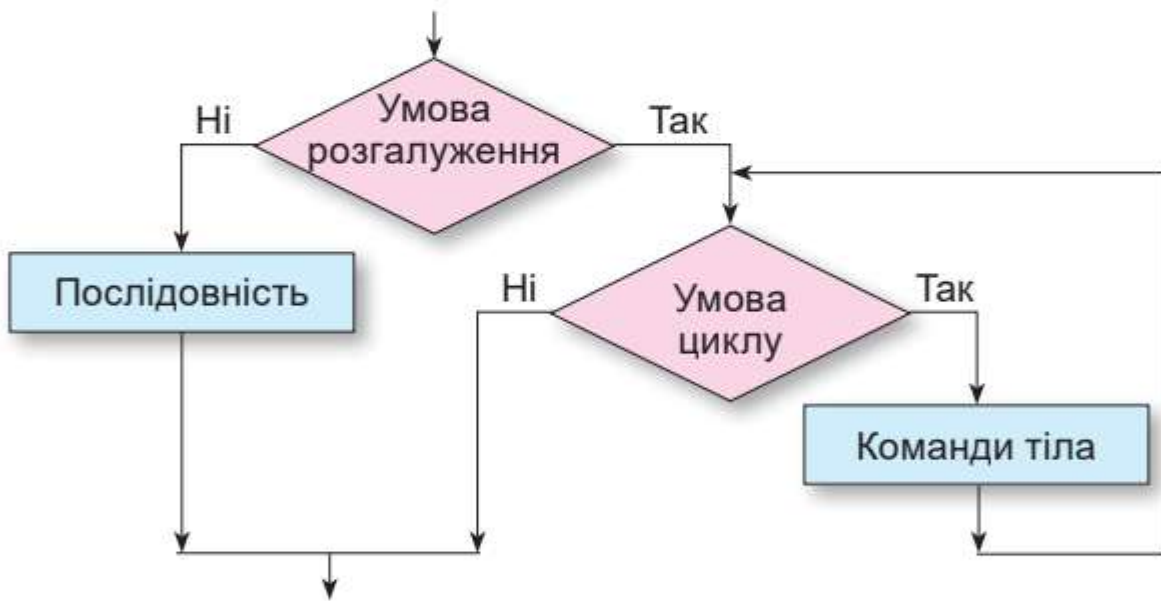 Умова
розгалуження
Ні
Так
Послідовність
Умова
циклу
Ні
Так
Команди тіла